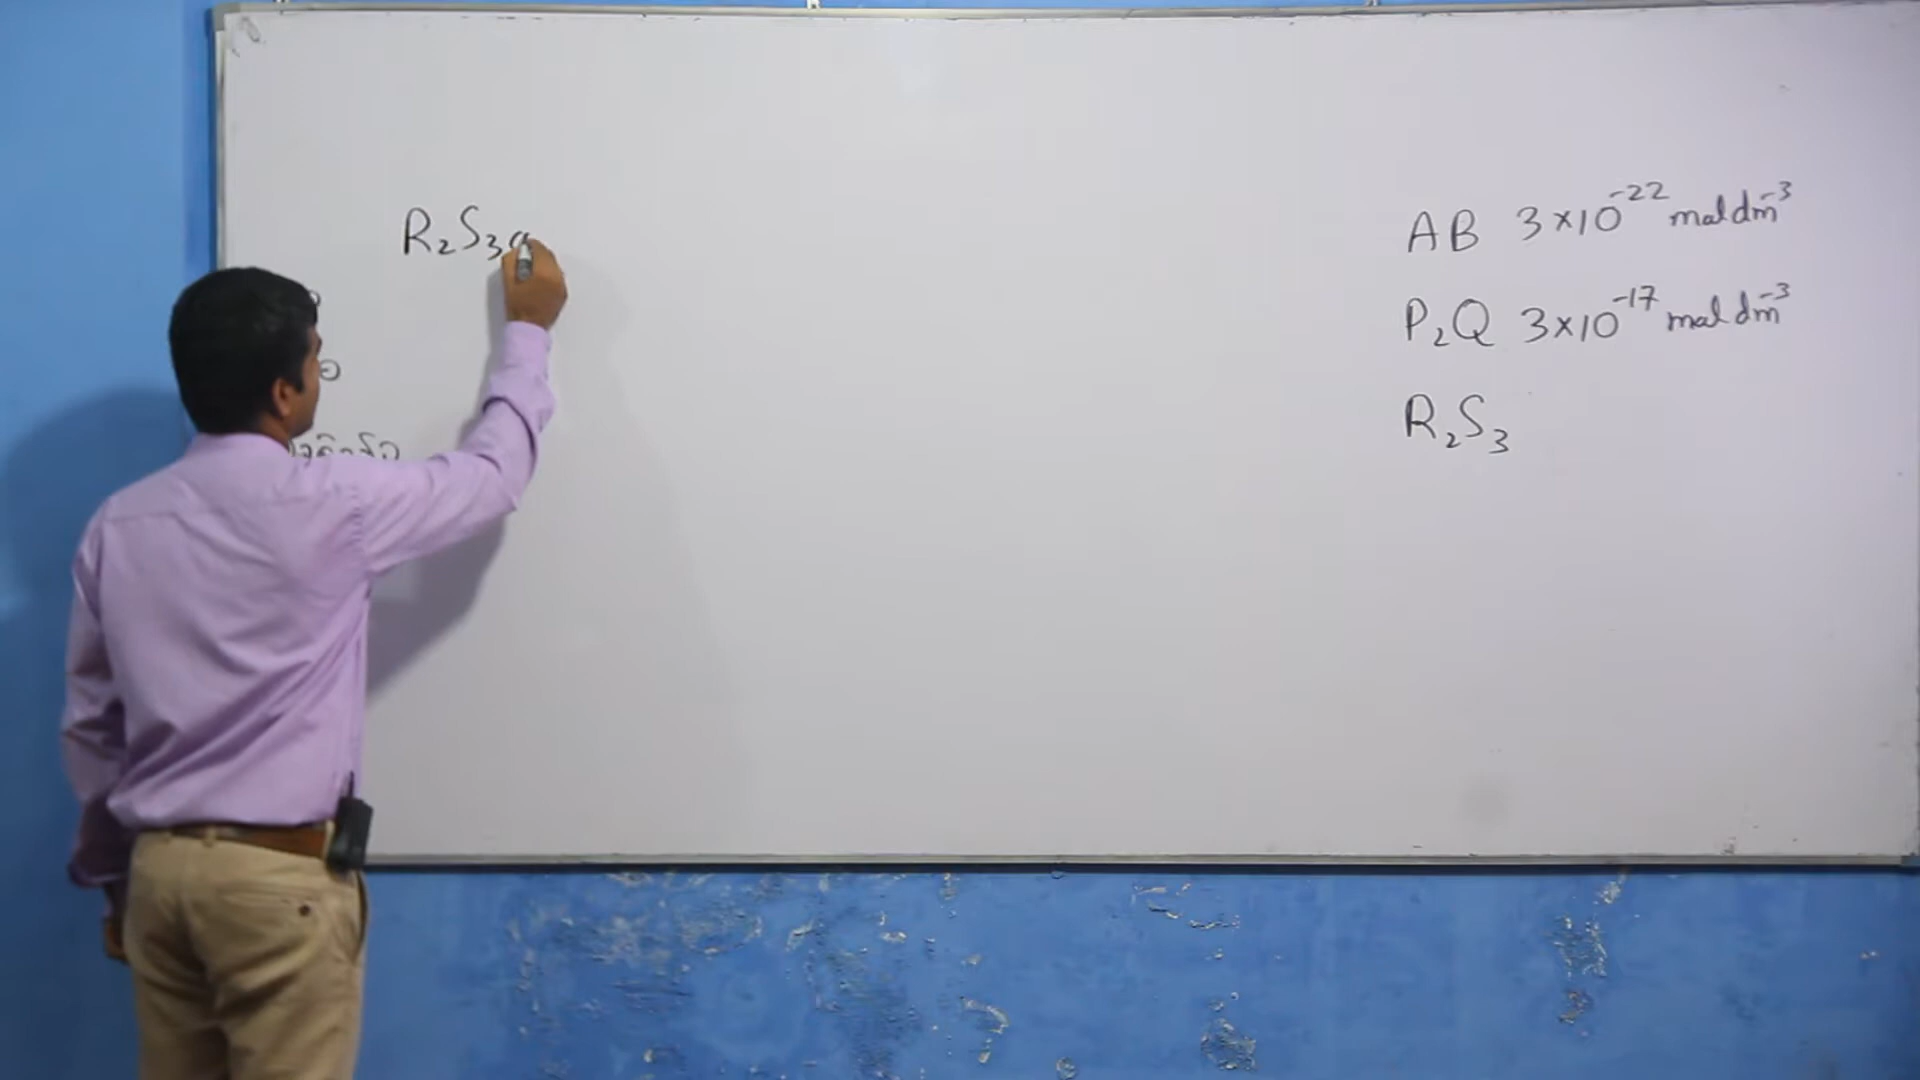 R₂S₃
AB 3×10⁻²² mol dm⁻³
P₂Q 3×10⁻¹⁷ mol dm⁻³
R₂S₃